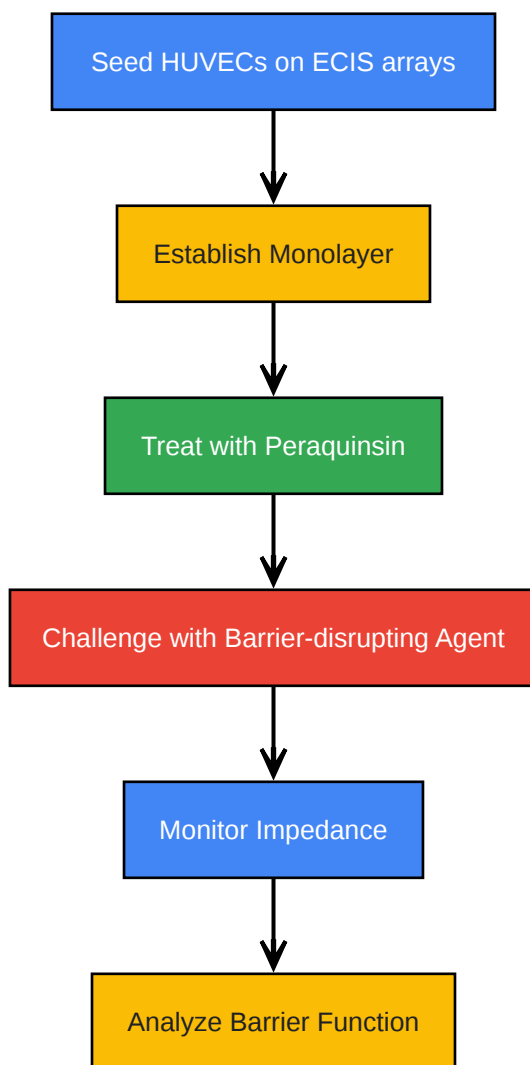 Seed HUVECs on ECIS arrays
Establish Monolayer
Treat with Peraquinsin
Challenge with Barrier-disrupting Agent
Monitor Impedance
Analyze Barrier Function